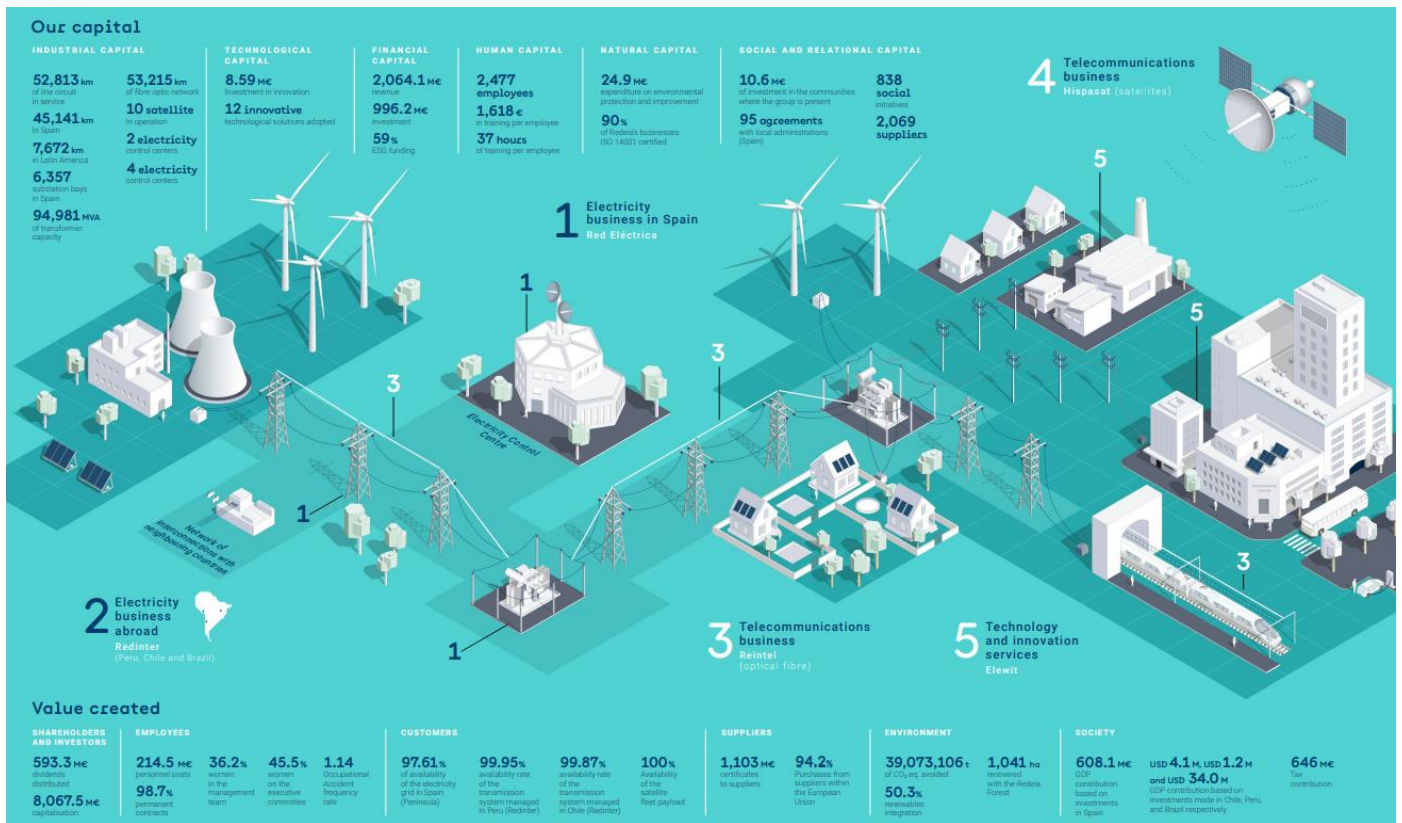 Our capital
INDUSTRIAL CAPITAL
52,813 km
of line circuit
in service
45,141 km
In Spain
7,672 km
in Latin America
6,357
substation bays
in Spain
94,981 MVA
of transformer
capacity
53,215 km
of fibre optic network
10 satellite
In operation
2 electricity
control centers
4 electricity
control centers
TECHNOLOGICAL
CAPITAL
8.59 M€
Investment in innovation
12 innovative
technological solutions adopted
FINANCIAL
CAPITAL
2,064.1 M€
revenue
996.2 M€
investment
59%
ESG funding
HUMAN CAPITAL
2,477
employees
1,618 €
in training per employee
37 hours
of training per employee
NATURAL CAPITAL
24.9 M€
expenditure on environmental
protection and improvement
90%
of Redeia's businesses
ISO 14001 certified
SOCIAL AND RELATIONAL CAPITAL
10.6 M€
of investment in the communities
where the group is present
95 agreements
with local administrations
(Spain)
838
social
initiatives
2,069
suppliers
4 Telecommunications
business
Hispasat (satellites)
1 Electricity
business in Spain
Red Eléctrica
5
1
5
3
3
Electricity Control
Centre
1
Network of
interconnections with
neighbouring countries
3
2 Electricity
business
abroad
Redinter
(Peru, Chile and Brazil)
1
3 Telecommunications
business
Reintel
(optical fibre)
5 Technology
and innovation
services
Elewit
Value created
SHAREHOLDERS
AND INVESTORS
593.3 M€
dividends
distributed
8,067.5 M€
capitalisation
EMPLOYEES
214.5 M€
personnel costs
98.7%
permanent
contracts
36.2%
women
in the
management
team
45.5%
women
on the
executive
committee
1.14
Occupational
Accident
frequency
rate
CUSTOMERS
97.61%
of availability
of the electricity
grid in Spain
(Peninsula)
99.95%
availability rate
of the
transmission
system managed
in Peru (Redinter)
99.87%
availability rate
of the
transmission
system managed
in Chile (Redinter)
100%
Availability
of the
satellite
fleet payload
SUPPLIERS
1,103 M€
certificates
to suppliers
94.2%
Purchases from
suppliers within
the European
Union
ENVIRONMENT
39,073,106 t
of CO₂ eq. avoided
50.3%
renewables
integration
1,041 ha
recovered
with the Redeia
Forest
SOCIETY
608.1 M€
GDP
contribution
based on
investments
in Spain
USD 4.1 M, USD 1.2 M
and USD 34.0 M
GDP contribution based on
investments made in Chile, Peru,
and Brazil respectively
646 M€
Tax
contribution